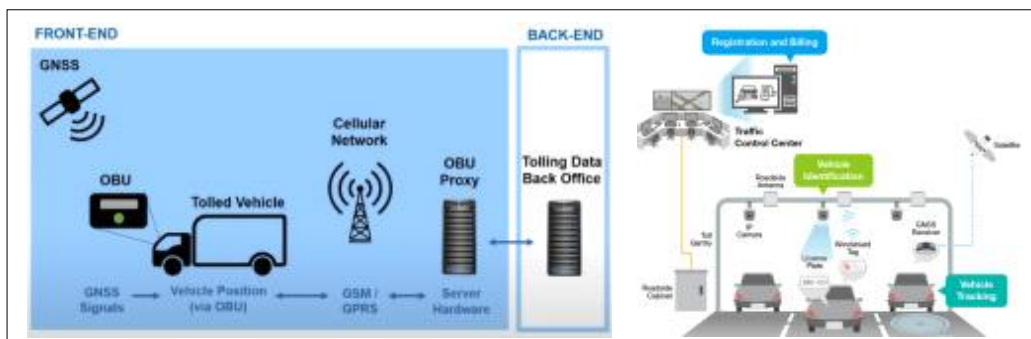 FRONT-END
BACK-END
GNSS
Cellular
Network
OBU
Proxy
Tolling Data
Back Office
OBU
Tolled Vehicle
GNSS
Signals
Vehicle Position
(via OBU)
GSM /
GPRS
Server
Hardware
Registration and Billing
Traffic
Control Center
Satellite
Vehicle
Identification
Roadside
Antenna
IP
Camera
Toll
Gantry
License
Plate
Windshield
Tag
GNSS
Receiver
Roadside
Cabinet
Vehicle
Tracking